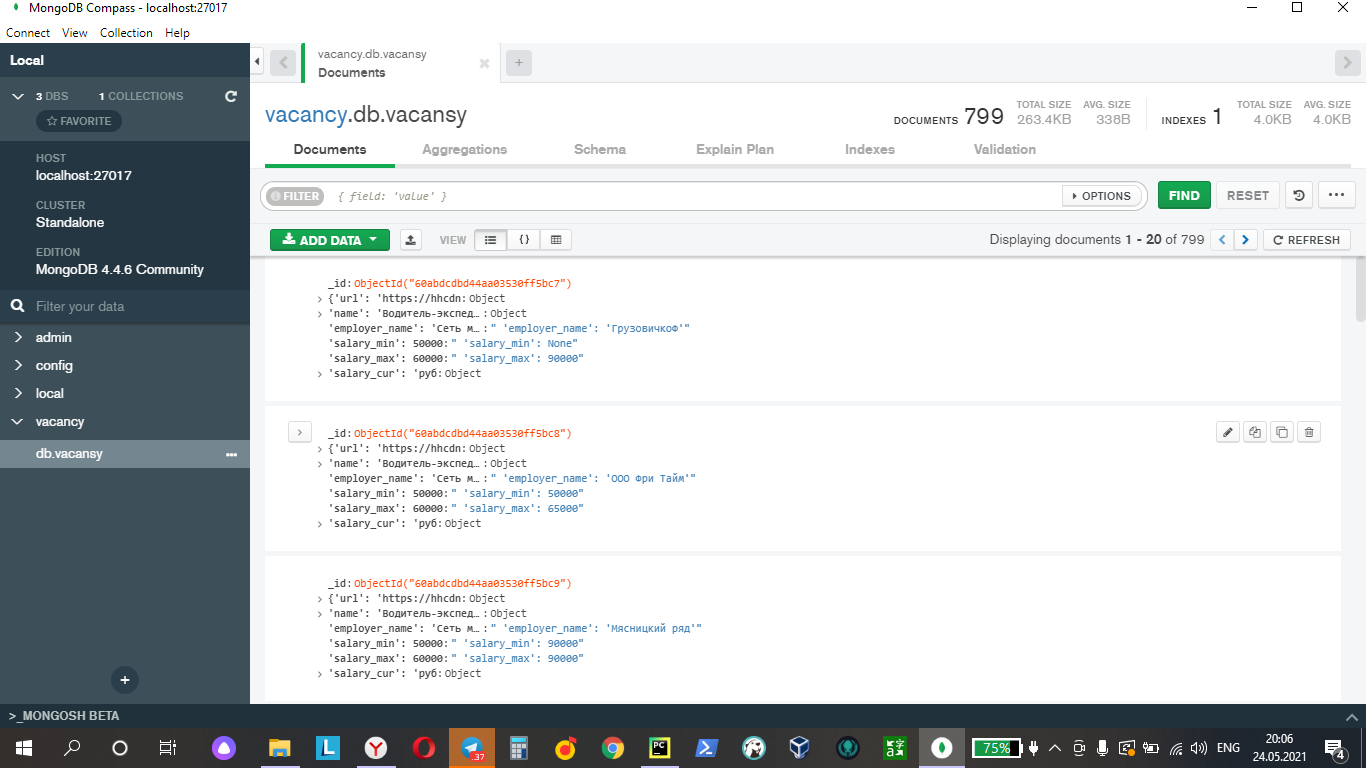 MongoDB Compass - localhost:27017
Connect View Collection Help
Local
vacancy.db.vacansy
Documents
3 DBS 1 COLLECTIONS
FAVORITE
HOST
localhost:27017
CLUSTER
Standalone
EDITION
MongoDB 4.4.6 Community
Filter your data
admin
config
local
vacancy
db.vacansy
>_MONGOSH BETA
vacancy.db.vacansy
DOCUMENTS 799 TOTAL SIZE 263.4KB AVG. SIZE 338B INDEXES 1 TOTAL SIZE 4.0KB AVG. SIZE 4.0KB
Documents Aggregations Schema Explain Plan Indexes Validation
FILTER { field: 'value' } OPTIONS FIND RESET
ADD DATA VIEW Displaying documents 1 - 20 of 799 REFRESH
_id:ObjectId("60abdcdbd44aa03530ff5bc7")
{'url': 'https://hhcdn:Object
'name': 'Водитель-экспед…:Object
'employer_name': 'Сеть м…:" 'employer_name': 'ГрузовичкоФ'"
'salary_min': 50000:" 'salary_min': None"
'salary_max': 60000:" 'salary_max': 90000"
'salary_cur': 'руб:Object
_id:ObjectId("60abdcdbd44aa03530ff5bc8")
{'url': 'https://hhcdn:Object
'name': 'Водитель-экспед…:Object
'employer_name': 'Сеть м…:" 'employer_name': 'ООО Фри Тайм'"
'salary_min': 50000:" 'salary_min': 50000"
'salary_max': 60000:" 'salary_max': 65000"
'salary_cur': 'руб:Object
_id:ObjectId("60abdcdbd44aa03530ff5bc9")
{'url': 'https://hhcdn:Object
'name': 'Водитель-экспед…:Object
'employer_name': 'Сеть м…:" 'employer_name': 'Мясницкий ряд'"
'salary_min': 50000:" 'salary_min': 90000"
'salary_max': 60000:" 'salary_max': 90000"
'salary_cur': 'руб:Object
L Y .37 PC 75% ENG 20:06
24.05.2021 4